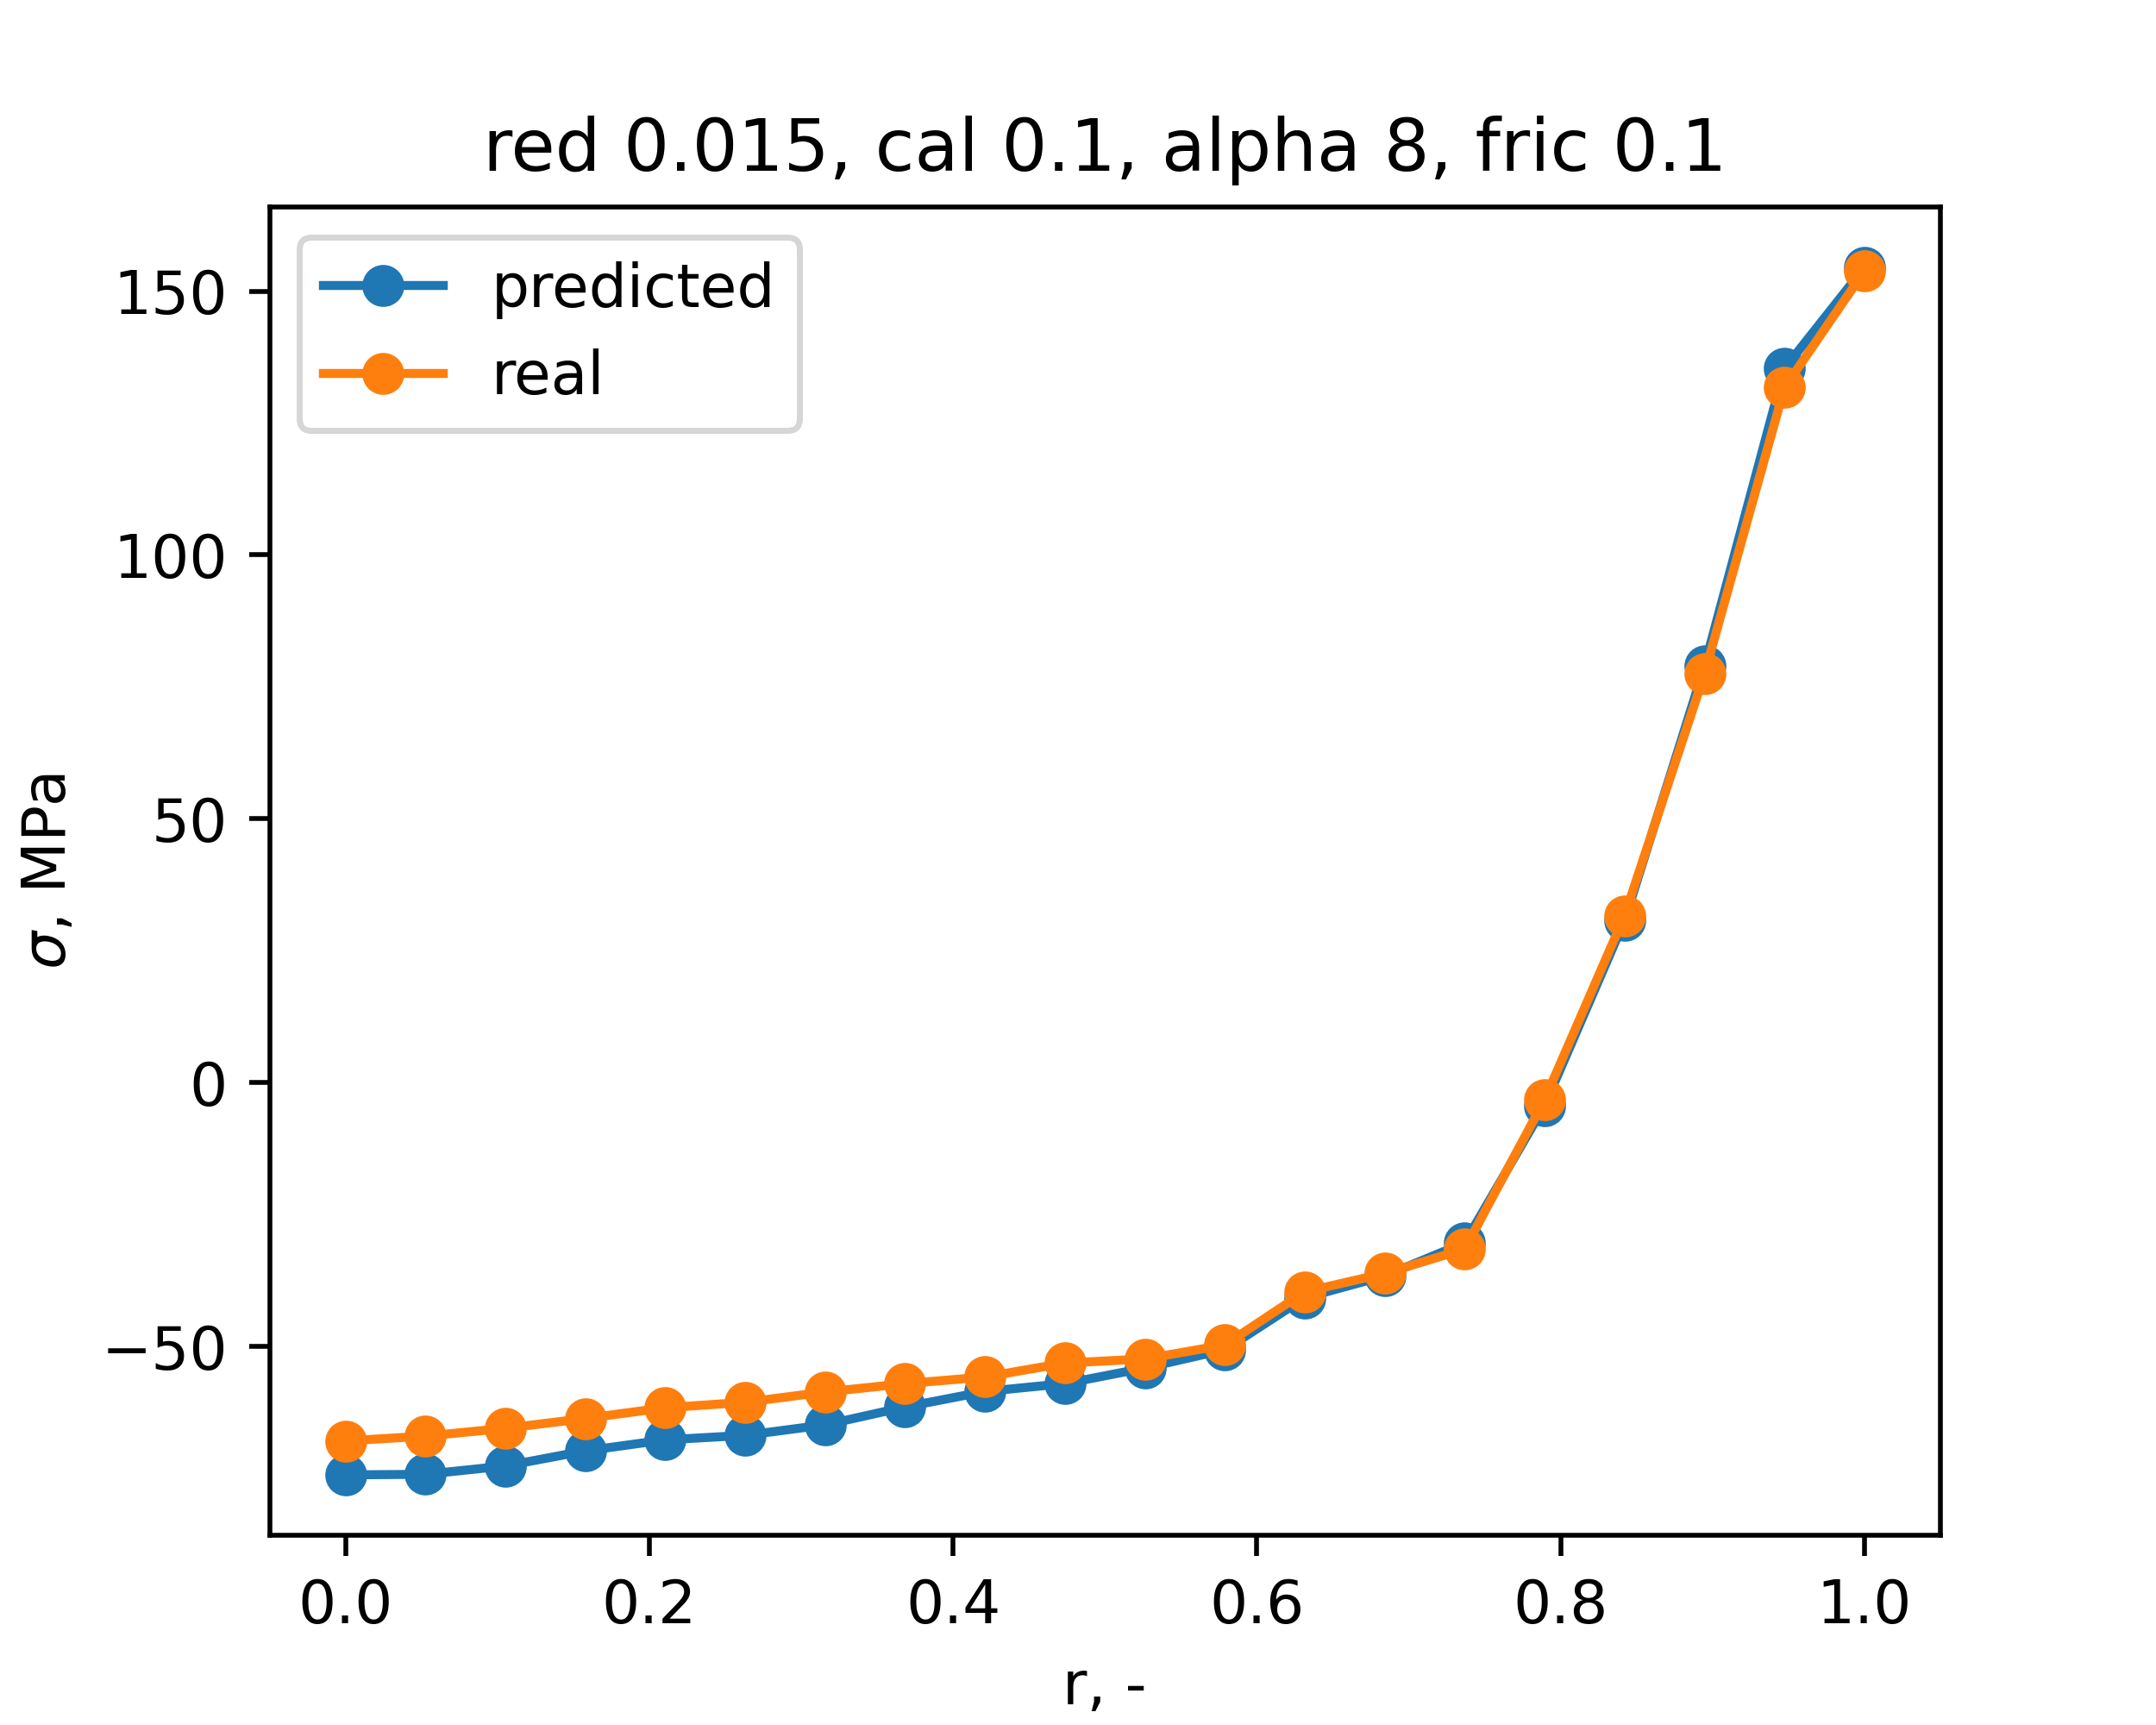 red 0.015, cal 0.1, alpha 8, fric 0.1
predicted
real
150
100
50
0
−50
σ, MPa
0.0 0.2 0.4 0.6 0.8 1.0
r, -